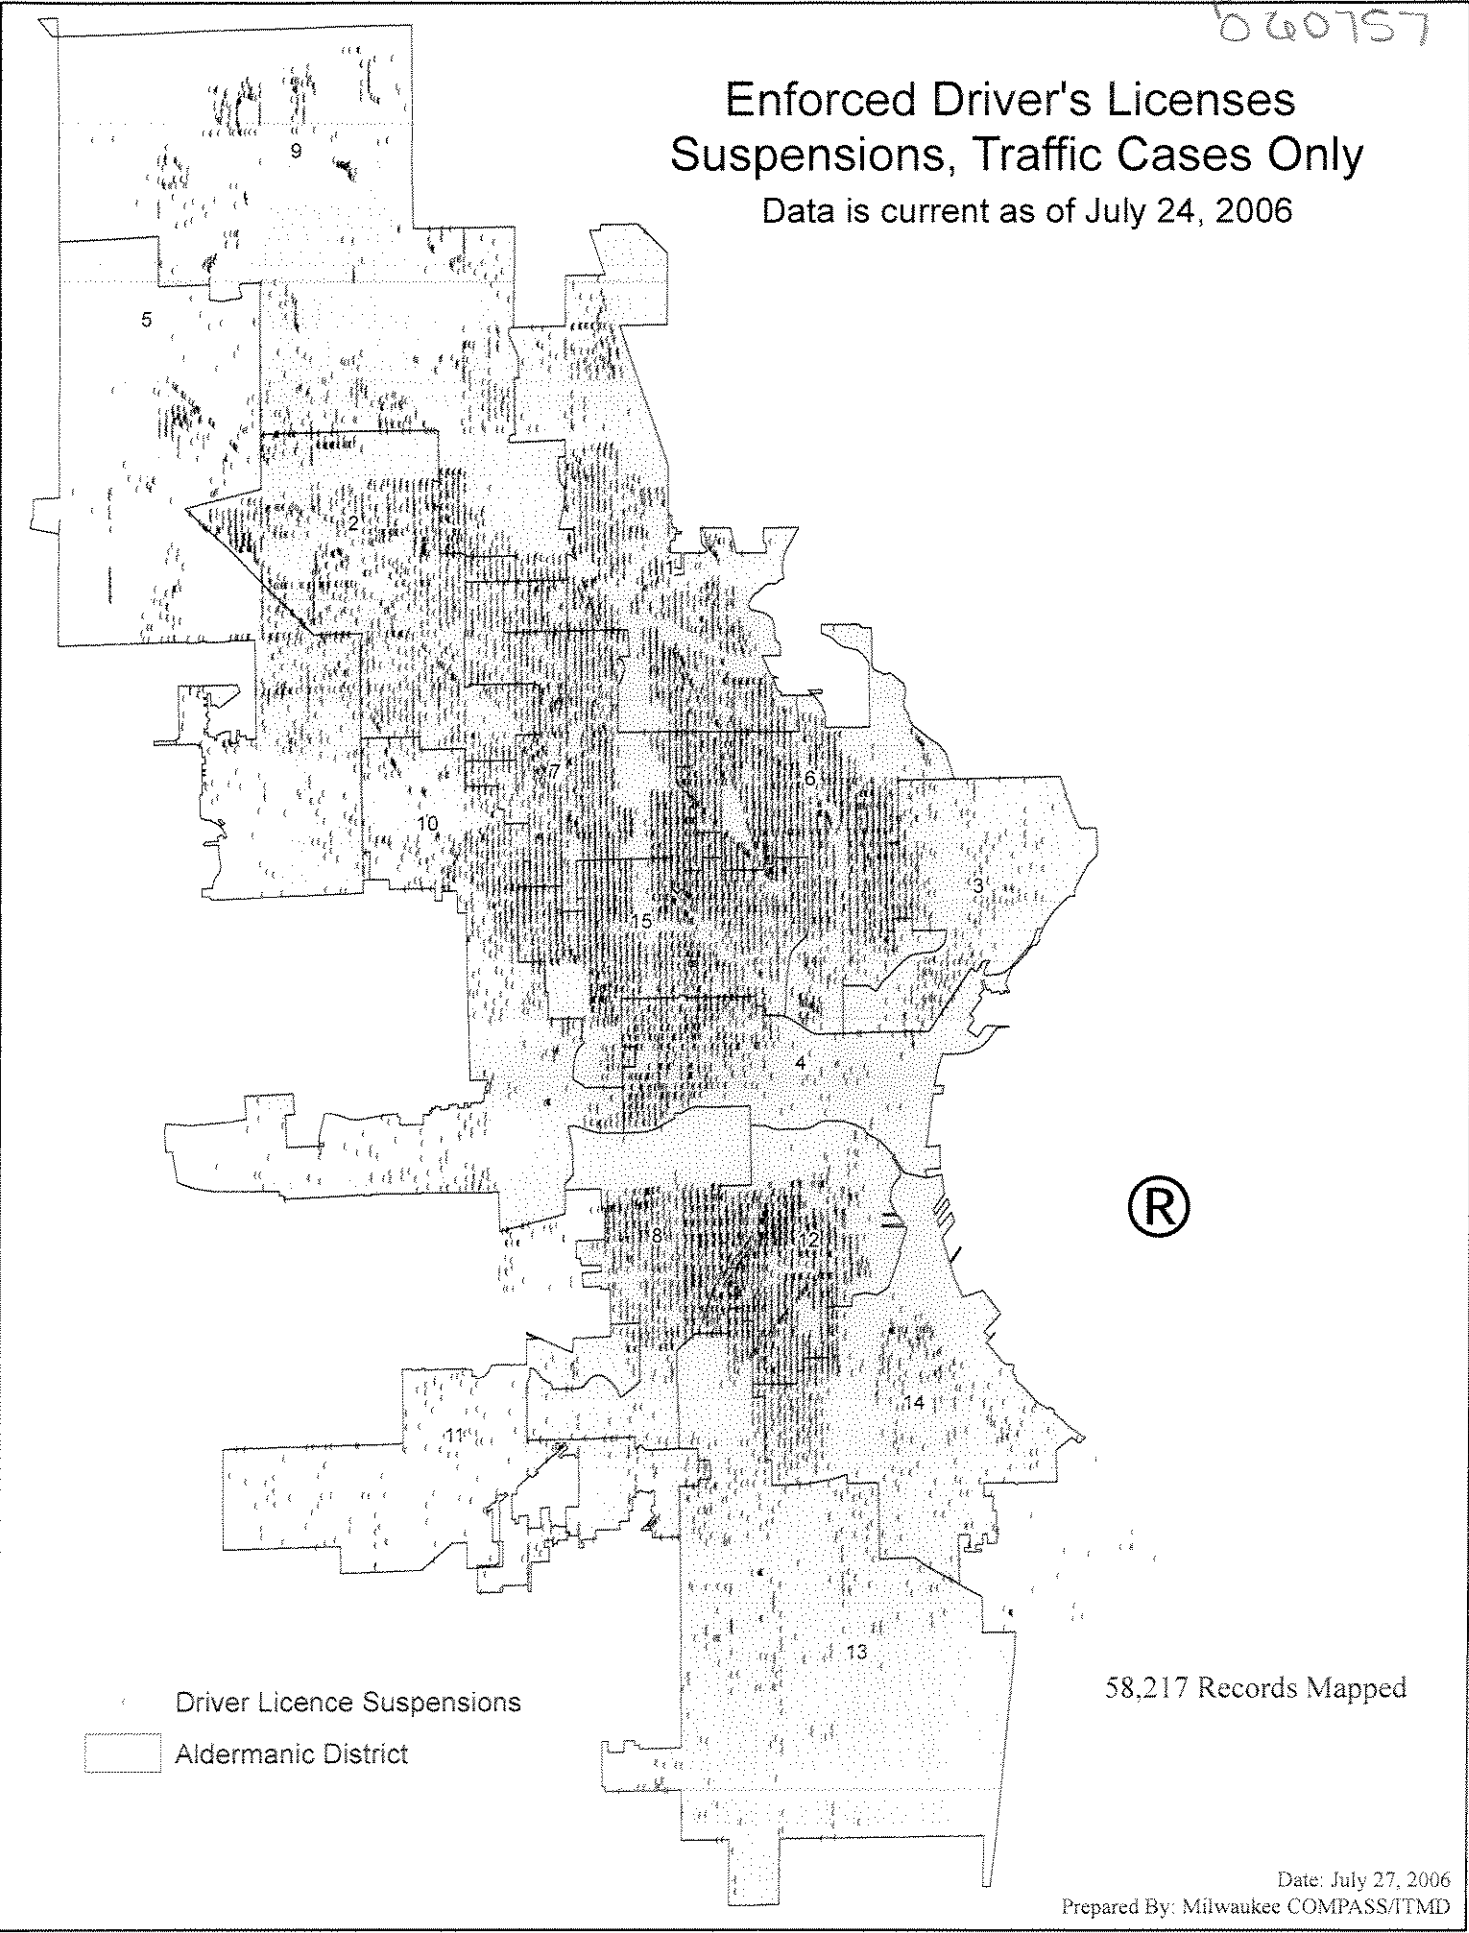 060757
Enforced Driver's Licenses
Suspensions, Traffic Cases Only
Data is current as of July 24, 2006
9
5
2
1
7
6
10
3
15
4
®
8
12
14
11
13
58,217 Records Mapped
Driver Licence Suspensions
Aldermanic District
Date: July 27, 2006
Prepared By: Milwaukee COMPASS/ITMD